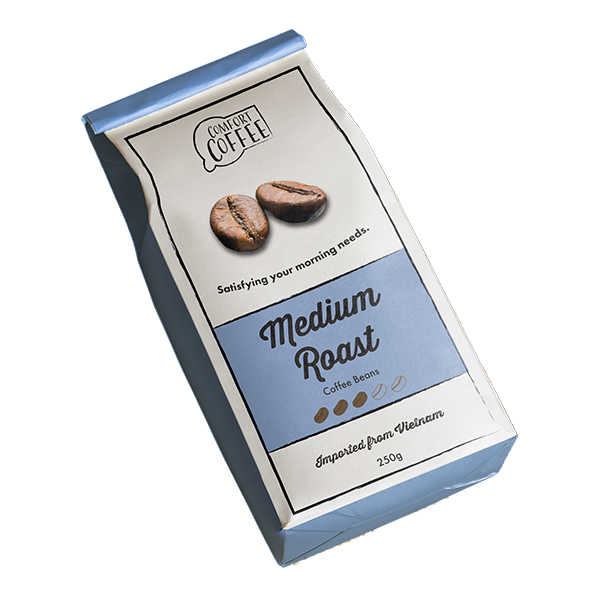 COMFORT
COFFEE
Satisfying your morning needs.
Medium
Roast
Coffee Beans
Imported from Vietnam
250g